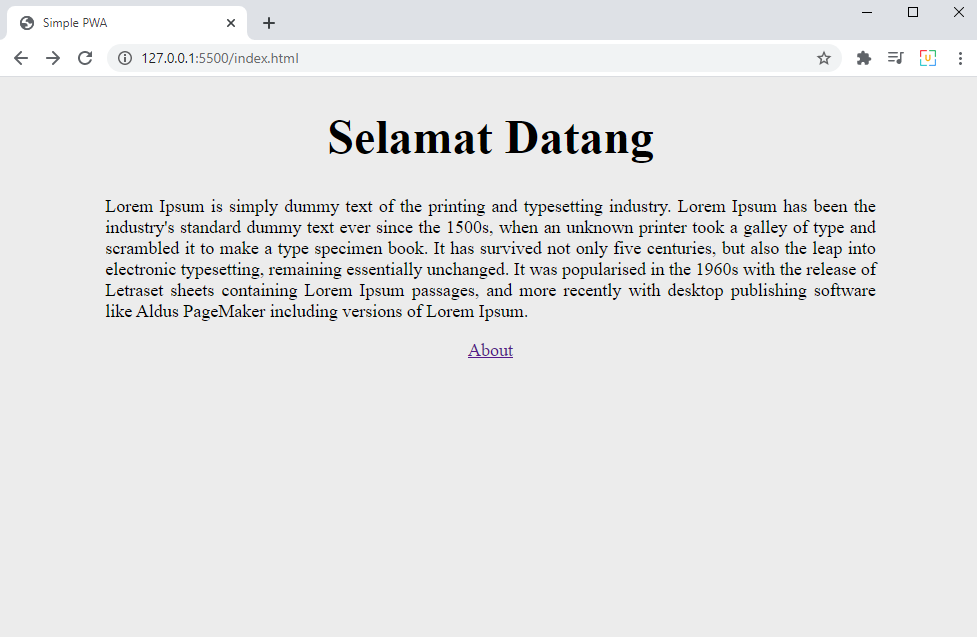 Simple PWA
127.0.0.1:5500/index.html
Selamat Datang
Lorem Ipsum is simply dummy text of the printing and typesetting industry. Lorem Ipsum has been the
industry's standard dummy text ever since the 1500s, when an unknown printer took a galley of type and
scrambled it to make a type specimen book. It has survived not only five centuries, but also the leap into
electronic typesetting, remaining essentially unchanged. It was popularised in the 1960s with the release of
Letraset sheets containing Lorem Ipsum passages, and more recently with desktop publishing software
like Aldus PageMaker including versions of Lorem Ipsum.
About